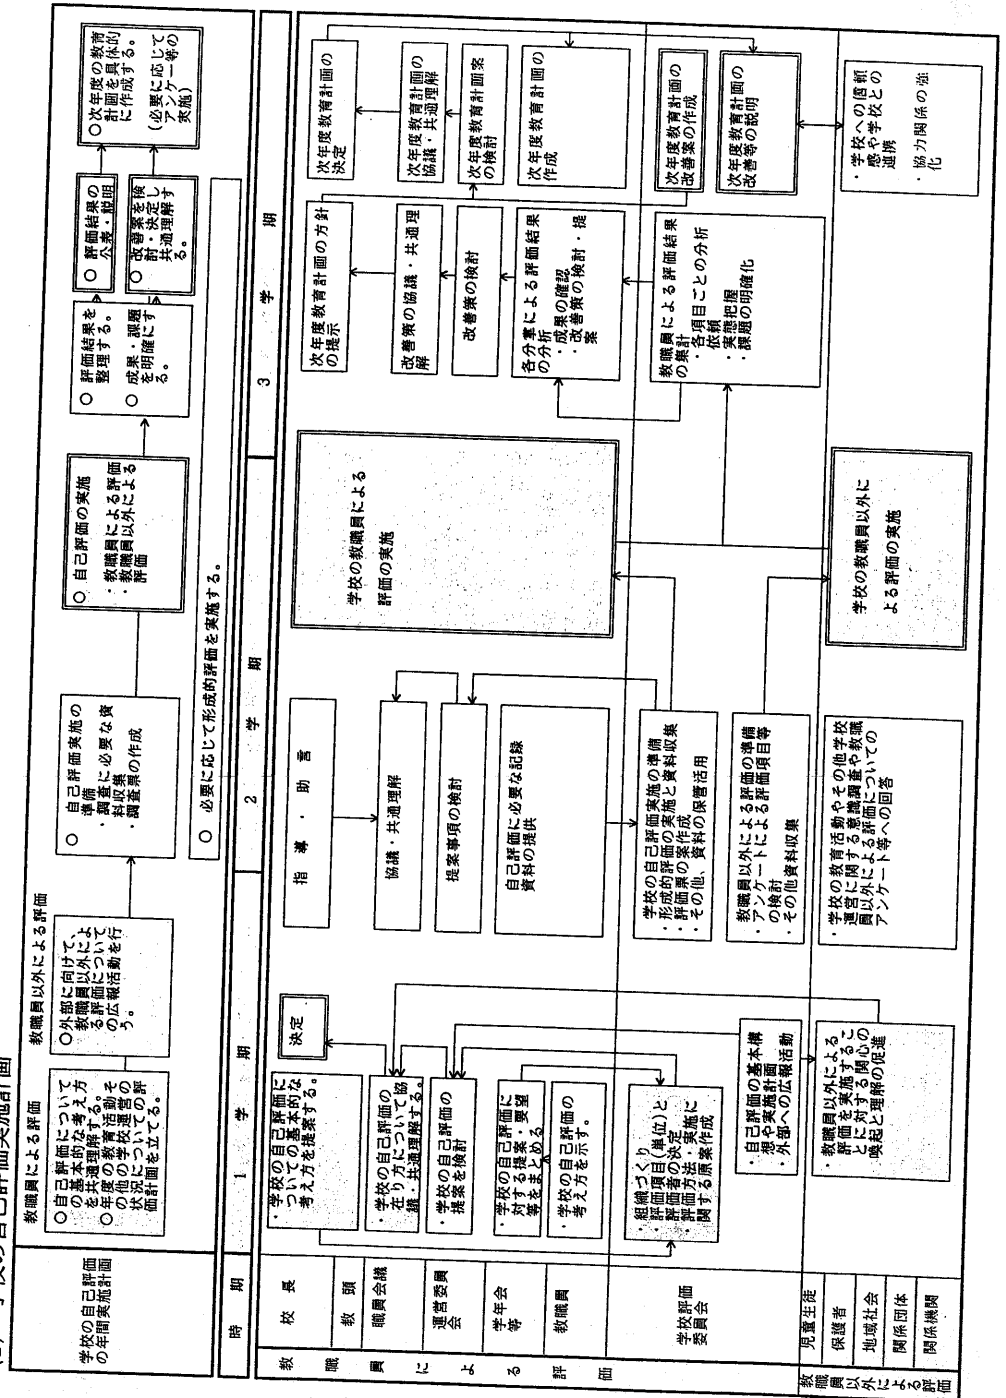 学校の自己評価実施計画
学校の自己評価
の年間実施計画
教職員による評価
○自己評価について
の基本的な考え方
を共通理解する。
○年度の教育活動そ
の他の学校運営の
状況についての評
価計画を立てる。
教職員以外による評価
○外部に向けて、
教職員以外によ
る評価について
の広報活動を行
う。
○ 自己評価実施の
準備
・調査に必要な資
料収集
・調査票の作成
○ 自己評価の実施
・教職員による評価
・教職員以外による
評価
○ 評価結果を
整理する。
○ 成果・課題
を明確にす
る。
○ 評価結果の
公表・説明
○ 改善案を検
討・決定し
共通理解す
る。
○次年度の教育
計画を具体的
に作成する。
(必要に応じて
アンケート等の
実施)
○ 必要に応じて形成的評価を実施する。
時 期
1 学 期
2 学 期
3 学 期
教職員による評価
校 長
教 頭
職員会議
運営委員
会
学年会
等
教職員
学校評価
委員会
教職員以外による評価
児童生徒
保護者
地域社会
関係団体
関係機関
・学校の自己評価に
ついての基本的な
考え方を提案する。
決定
・学校の自己評価の
在り方について協
議・共通理解する。
・学校の自己評価の
提案を検討
・学校の自己評価に
対する提案・要望
等をまとめる
・学校の自己評価の
考え方を示す。
・組織づくり
・評価項目(単位)と
評価者の決定
・評価方法・実施に
関する原案作成
・自己評価の基本構
想や実施計画
・外部への広報活動
・教職員以外による
評価を実施するこ
とに対する関心の
喚起と理解の促進
指 導 ・ 助 言
協議・共通理解
提案事項の検討
自己評価に必要な記録
資料の提供
・学校の自己評価実施の準備
・形成的評価の実施と資料収集
・評価票の案作成
・その他、資料の保管活用
・教職員以外による評価の準備
・アンケートによる評価項目等
の検討
・その他資料収集
・学校の教育活動やその他学校
運営に関する意識調査や教職
員以外による評価についての
アンケート等への回答
学校の教職員による
評価の実施
学校の教職員以外に
よる評価の実施
次年度教育計画の方針
の提示
改善策の協議・共通理
解
改善策の検討
各分掌による評価結果
の分析
・成果の確認
・改善策の検討・提
案
教職員による評価結果
の集計
・各項目ごとの分析
依頼
・実態把握
・課題の明確化
次年度教育計画の
決定
次年度教育計画の
協議・共通理解
次年度教育計画案
の検討
次年度教育計画の
作成
次年度教育計画の
改善案の作成
次年度教育計画の
改善等の説明
・学校への信頼
感や学校との
連携
・協力関係の強
化